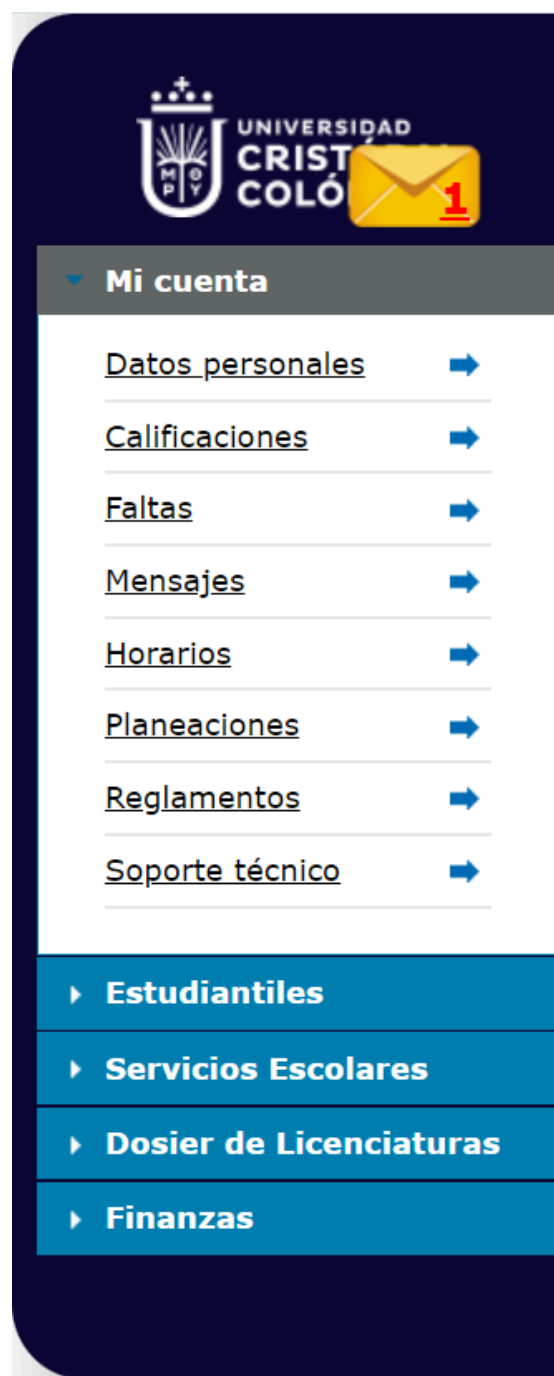 UNIVERSIDAD
COLÓ
1
M O
P Y
Mi cuenta
Datos personales
Calificaciones
Faltas
Mensajes
Horarios
Planeaciones
Reglamentos
Soporte técnico
Estudiantiles
Servicios Escolares
Dosier de Licenciaturas
Finanzas